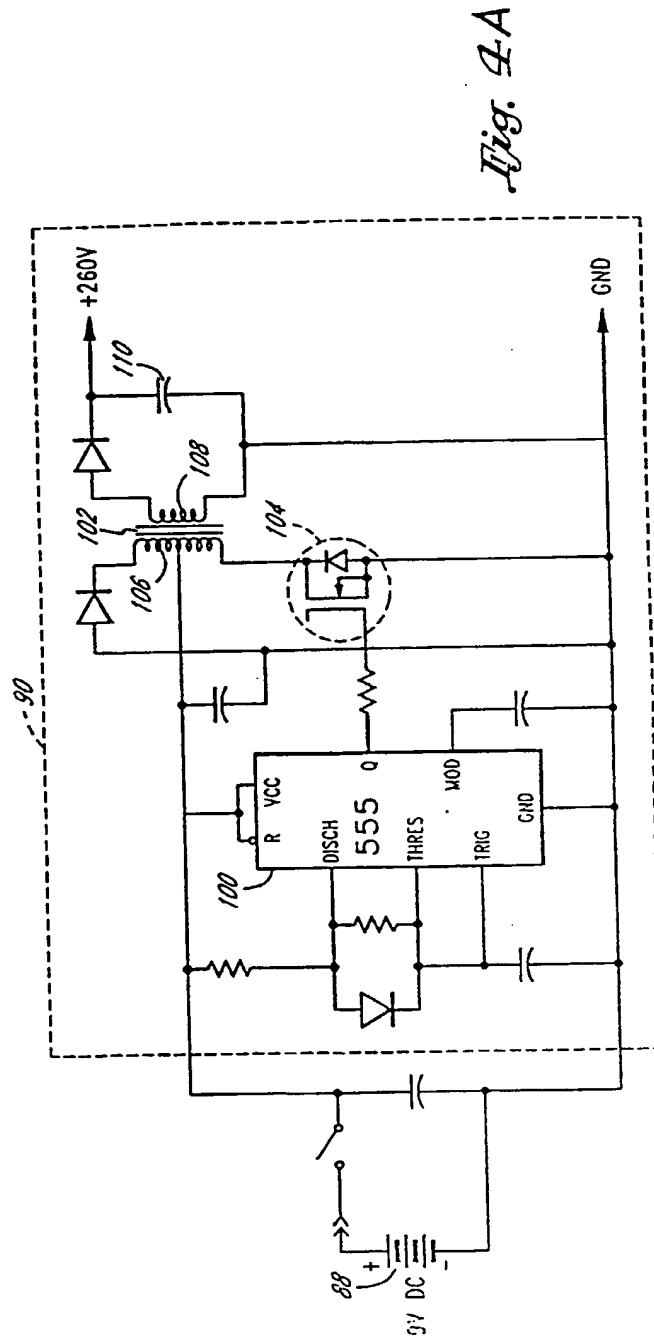 90
+260V
110
102
108
106
104
R VCC
100
DISCH
555
Q
THRES
MOD
TRIG
GND
GND
88
+
-
9V DC
Fig. 4A